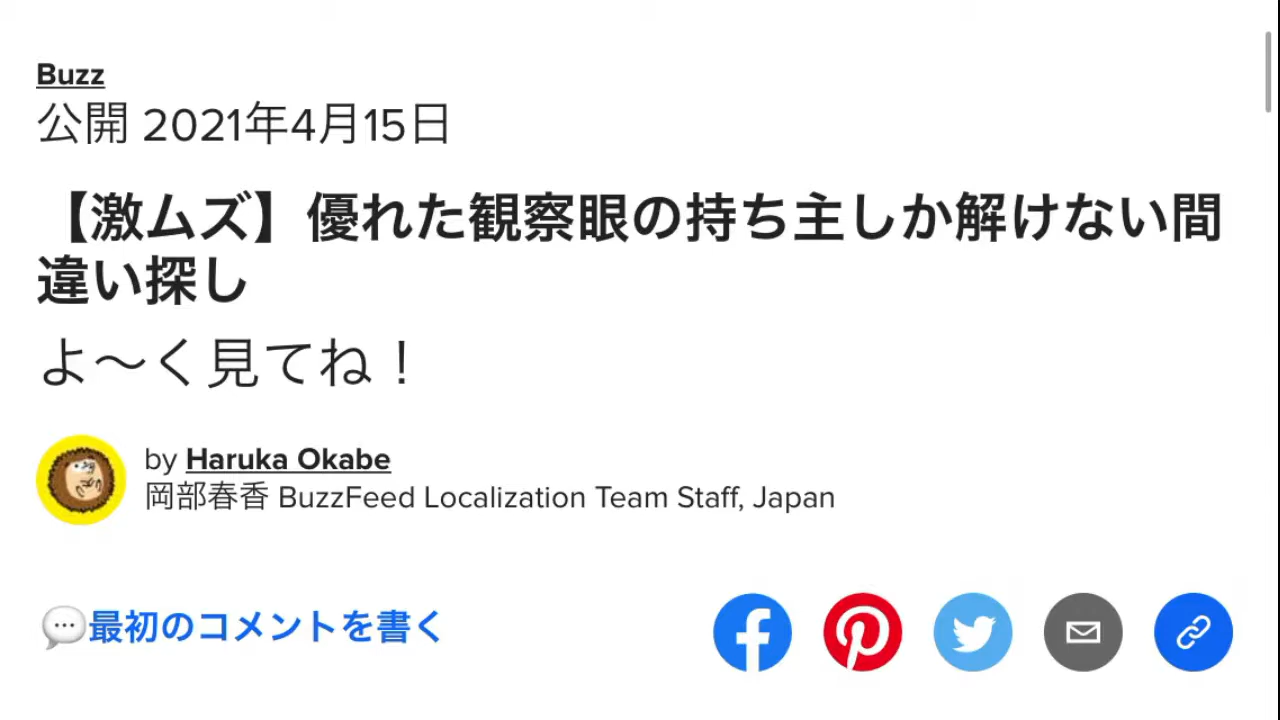 Buzz
公開 2021年4月15日
【激ムズ】優れた観察眼の持ち主しか解けない間
違い探し
よ〜く見てね！
by Haruka Okabe
岡部春香 BuzzFeed Localization Team Staff, Japan
💬最初のコメントを書く